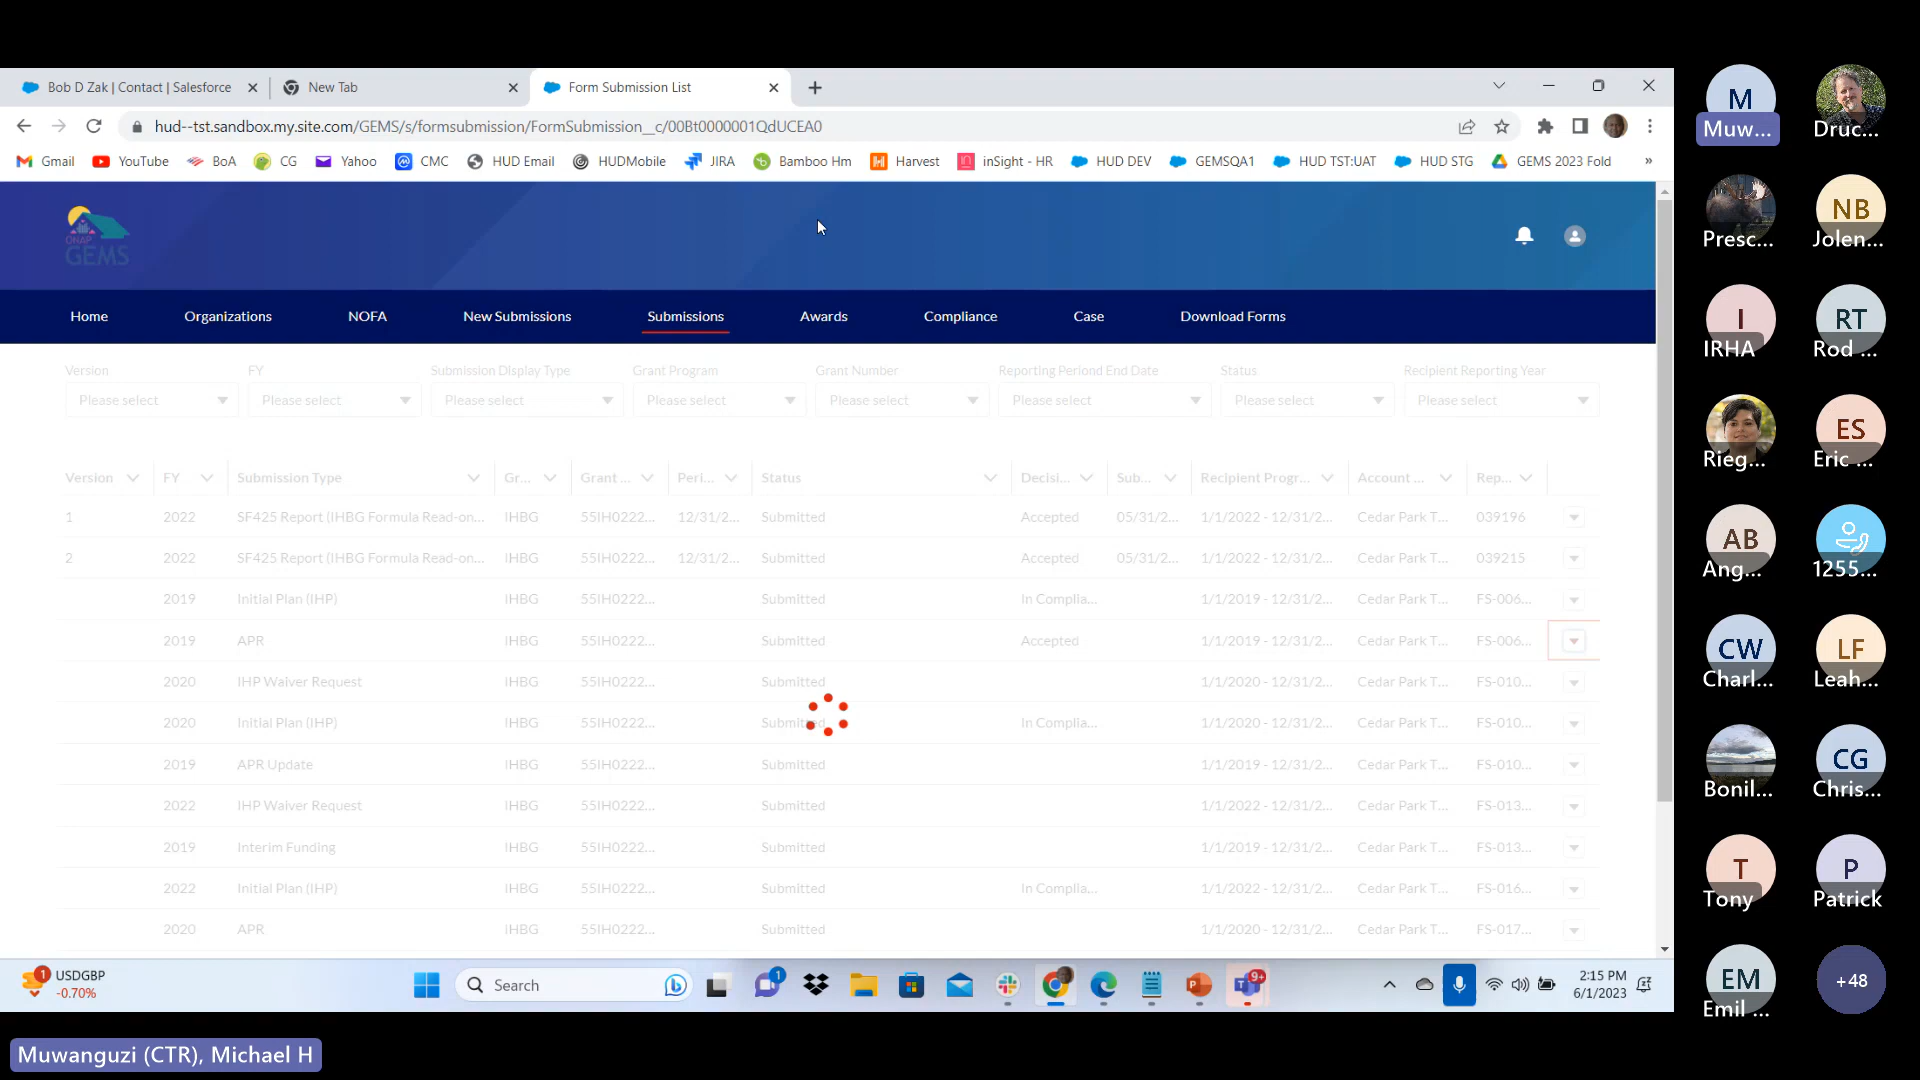 Bob D Zak | Contact | Salesforce
New Tab
Form Submission List
hud--tst.sandbox.my.site.com/GEMS/s/formsubmission/FormSubmission__c/00Bt0000001QdUCEA0
Gmail YouTube BoA CG Yahoo CMC HUD Email HUDMobile JIRA Bamboo Hm Harvest inSight - HR HUD DEV GEMSQA1 HUD TST:UAT HUD STG GEMS 2023 Fold »
ONAP
GEMS
Home Organizations NOFA New Submissions Submissions Awards Compliance Case Download Forms
Version FY Submission Display Type Grant Program Grant Number Reporting Periond End Date Status Recipient Reporting Year
Please select Please select Please select Please select Please select Please select Please select Please select
Version FY Submission Type Gr... Grant ... Peri... Status Decisi... Sub... Recipient Progr... Account ... Rep...
1 2022 SF425 Report (IHBG Formula Read-on... IHBG 55IH0222... 12/31/2... Submitted Accepted 05/31/2... 1/1/2022 - 12/31/2... Cedar Park T... 039196
2 2022 SF425 Report (IHBG Formula Read-on... IHBG 55IH0222... 12/31/2... Submitted Accepted 05/31/2... 1/1/2022 - 12/31/2... Cedar Park T... 039215
2019 Initial Plan (IHP) IHBG 55IH0222... Submitted In Complia... 1/1/2019 - 12/31/2... Cedar Park T... FS-006...
2019 APR IHBG 55IH0222... Submitted Accepted 1/1/2019 - 12/31/2... Cedar Park T... FS-006...
2020 IHP Waiver Request IHBG 55IH0222... Submitted 1/1/2020 - 12/31/2... Cedar Park T... FS-010...
2020 Initial Plan (IHP) IHBG 55IH0222... Submitted In Complia... 1/1/2020 - 12/31/2... Cedar Park T... FS-010...
2019 APR Update IHBG 55IH0222... Submitted 1/1/2019 - 12/31/2... Cedar Park T... FS-010...
2022 IHP Waiver Request IHBG 55IH0222... Submitted 1/1/2022 - 12/31/2... Cedar Park T... FS-013...
2019 Interim Funding IHBG 55IH0222... Submitted 1/1/2019 - 12/31/2... Cedar Park T... FS-013...
2022 Initial Plan (IHP) IHBG 55IH0222... Submitted In Complia... 1/1/2022 - 12/31/2... Cedar Park T... FS-016...
2020 APR IHBG 55IH0222... Submitted 1/1/2020 - 12/31/2... Cedar Park T... FS-017...
1 USDGBP
-0.70%
Search
1
9+
2:15 PM
6/1/2023
M
Muw... Druc...
NB
Presc... Jolen...
I RT
IRHA Rod ...
ES
Rieg... Eric ...
AB
Ang... 1255...
CW LF
Charl... Leah...
CG
Bonil... Chris...
T P
Tony Patrick
EM +48
Emil ...
Muwanguzi (CTR), Michael H